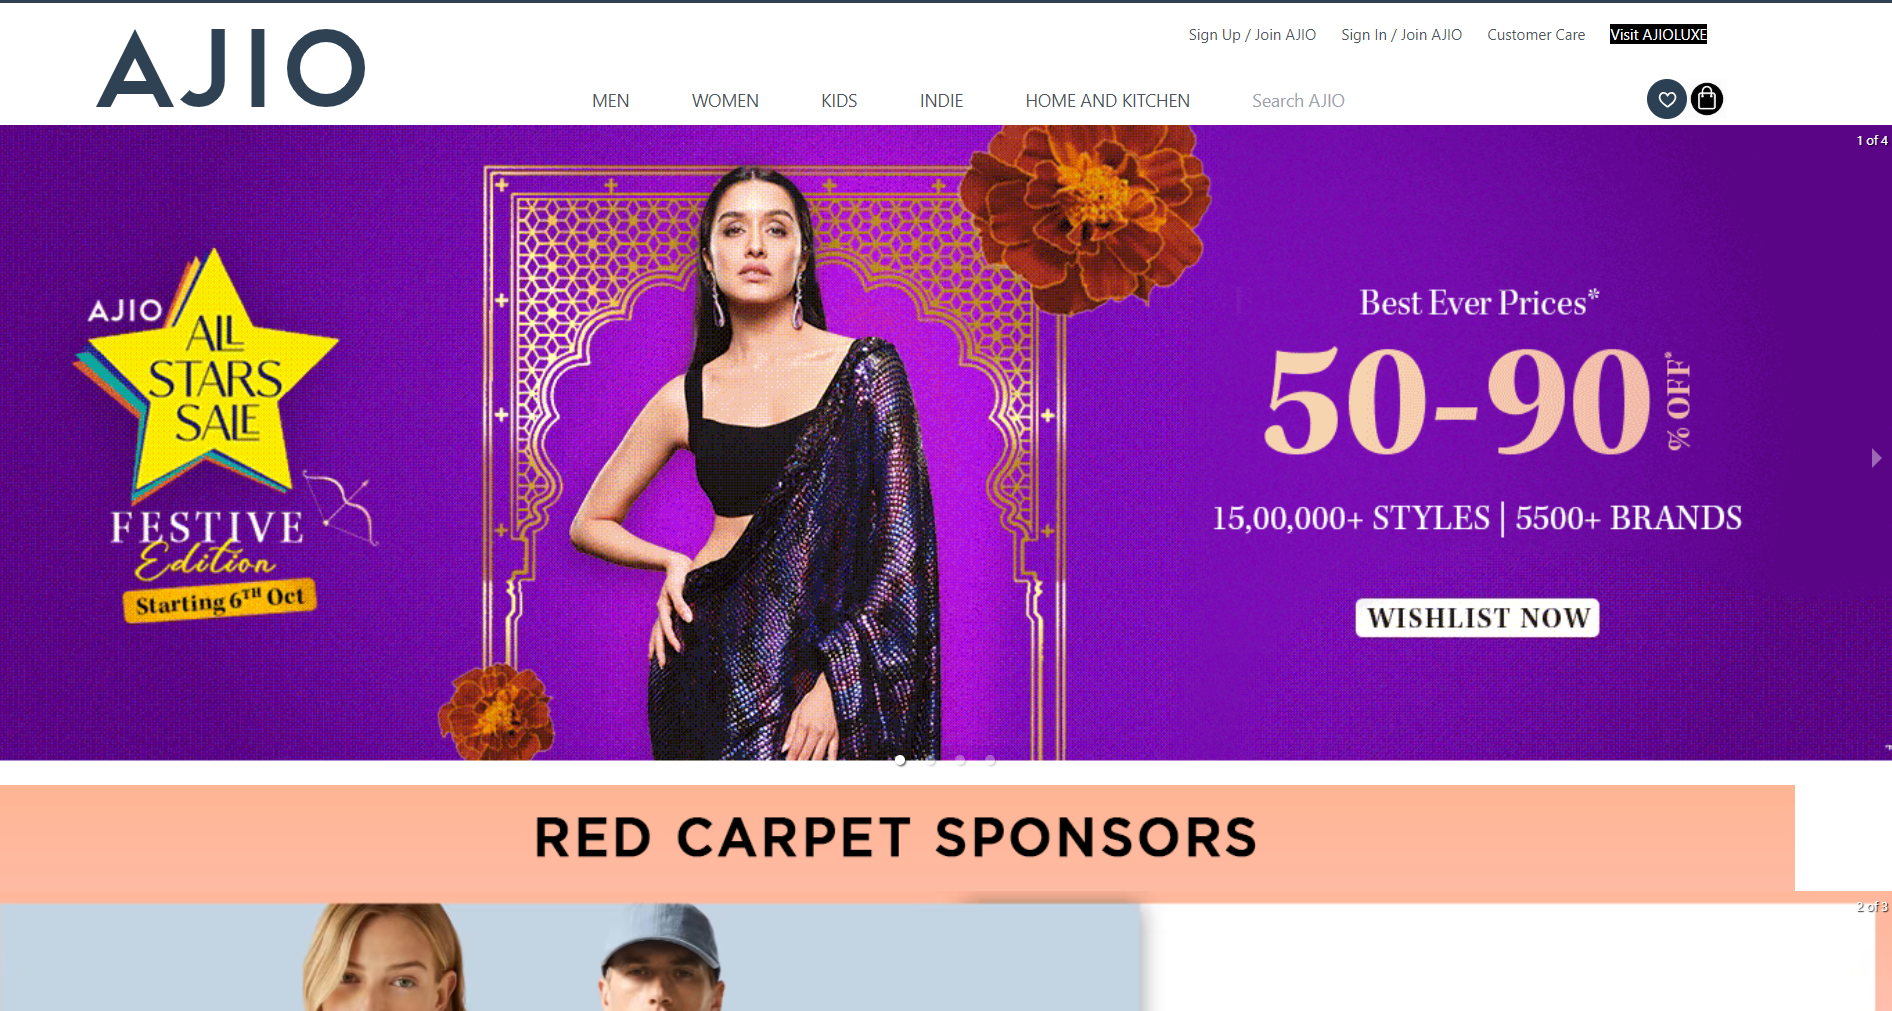 AJIO
Sign Up / Join AJIO
Sign In / Join AJIO
Customer Care
Visit AJIOLUXE
MEN
WOMEN
KIDS
INDIE
HOME AND KITCHEN
Search AJIO
1 of 4
AJIO
ALL
STARS
SALE
FESTIVE
Edition
Starting 6TH Oct
Best Ever Prices*
50-90
% OFF*
15,00,000+ STYLES | 5500+ BRANDS
WISHLIST NOW
RED CARPET SPONSORS
2 of 3